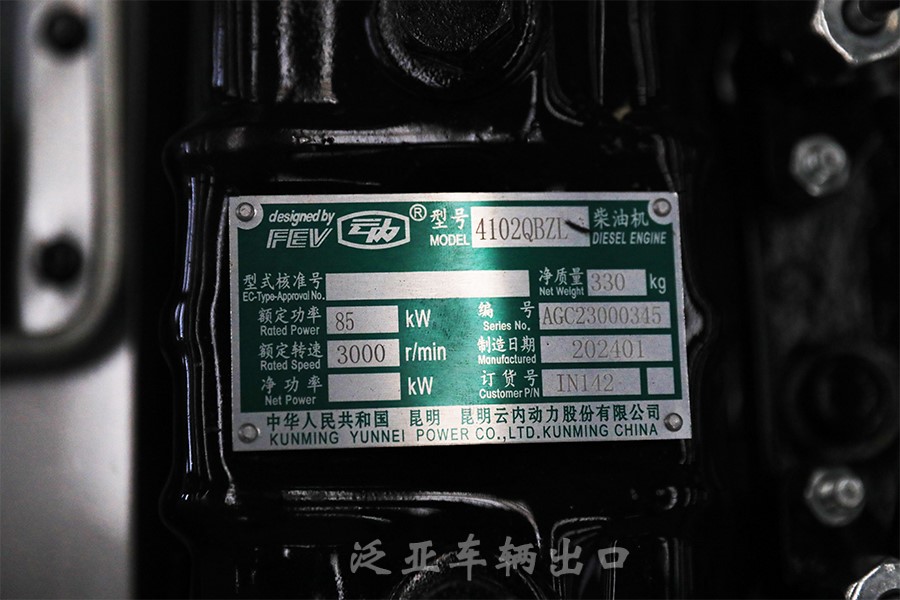 designed by
FEV 云内 ® 型号 MODEL 4102QBZL 柴油机 DIESEL ENGINE
型式核准号 EC-Type-Approval No. 净质量 Net Weight 330 kg
额定功率 Rated Power 85 kW 编 号 Series No. AGC23000345
额定转速 Rated Speed 3000 r/min 制造日期 Manufactured 202401
净功率 Net Power kW 订货号 Customer P/N IN142
中华人民共和国 昆明 昆明云内动力股份有限公司
KUNMING YUNNEI POWER CO.,LTD.KUNMING CHINA
泛亚车辆出口